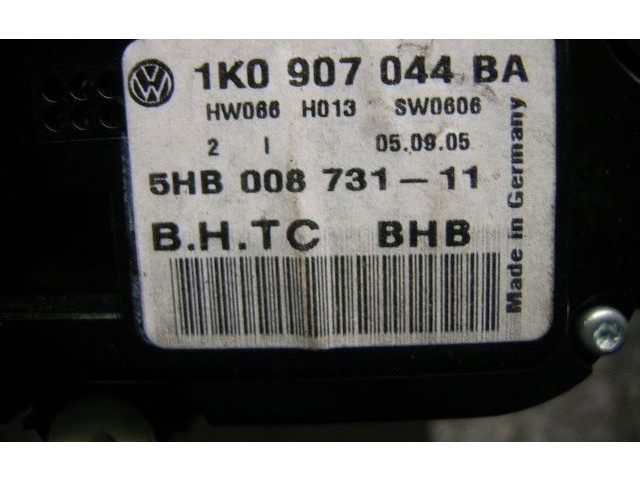 VW 1K0 907 044 BA
HW066 H013 SW0606
2 I 05.09.05
5HB 008 731-11
B.H.TC BHB
Made in Germany